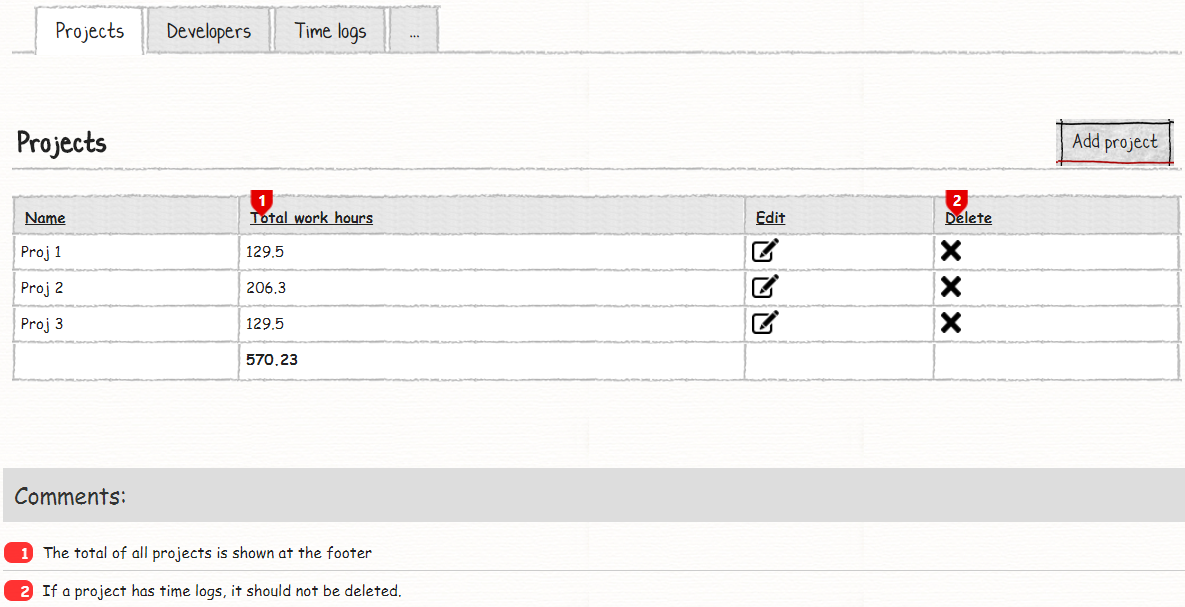 Projects Developers Time logs ...
Projects
Add project
1 2
Name Total work hours Edit Delete
Proj 1 129.5
Proj 2 206.3
Proj 3 129.5
570.23
Comments:
1 The total of all projects is shown at the footer
2 If a project has time logs, it should not be deleted.